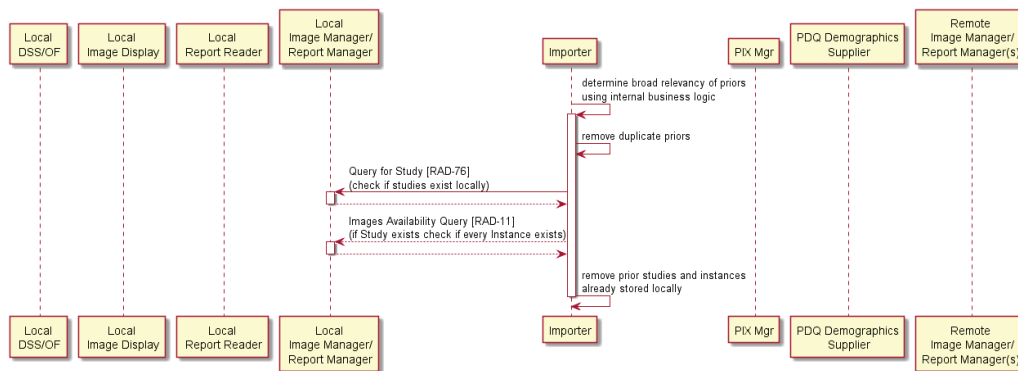 Local
DSS/OF
Local
Image Display
Local
Report Reader
Local
Image Manager/
Report Manager
Importer
PIX Mgr
PDQ Demographics
Supplier
Remote
Image Manager/
Report Manager(s)
determine broad relevancy of priors
using internal business logic
remove duplicate priors
Query for Study [RAD-76]
(check if studies exist locally)
Images Availability Query [RAD-11]
(if Study exists check if every Instance exists)
remove prior studies and instances
already stored locally
Local
DSS/OF
Local
Image Display
Local
Report Reader
Local
Image Manager/
Report Manager
Importer
PIX Mgr
PDQ Demographics
Supplier
Remote
Image Manager/
Report Manager(s)